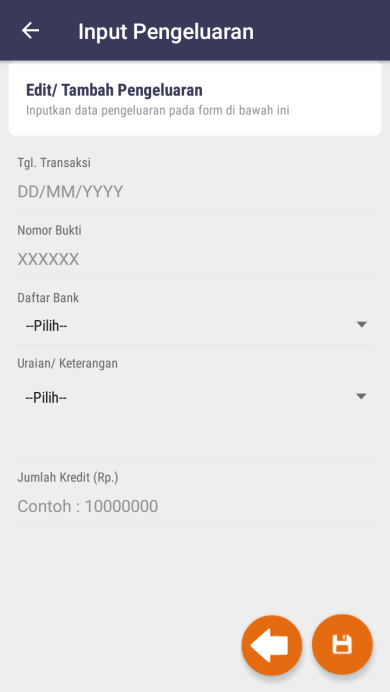 Input Pengeluaran
Edit/ Tambah Pengeluaran
Inputkan data pengeluaran pada form di bawah ini
Tgl. Transaksi
DD/MM/YYYY
Nomor Bukti
XXXXXX
Daftar Bank
--Pilih--
Uraian/ Keterangan
--Pilih--
Jumlah Kredit (Rp.)
Contoh : 10000000